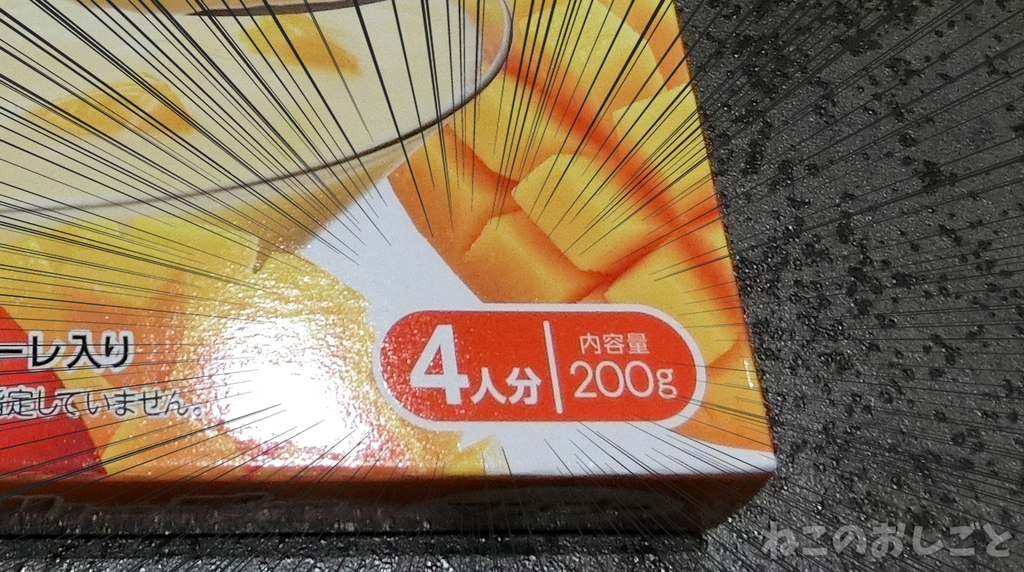 ーレ入り
定していません。
4人分
内容量
200g
ねこのおしごと